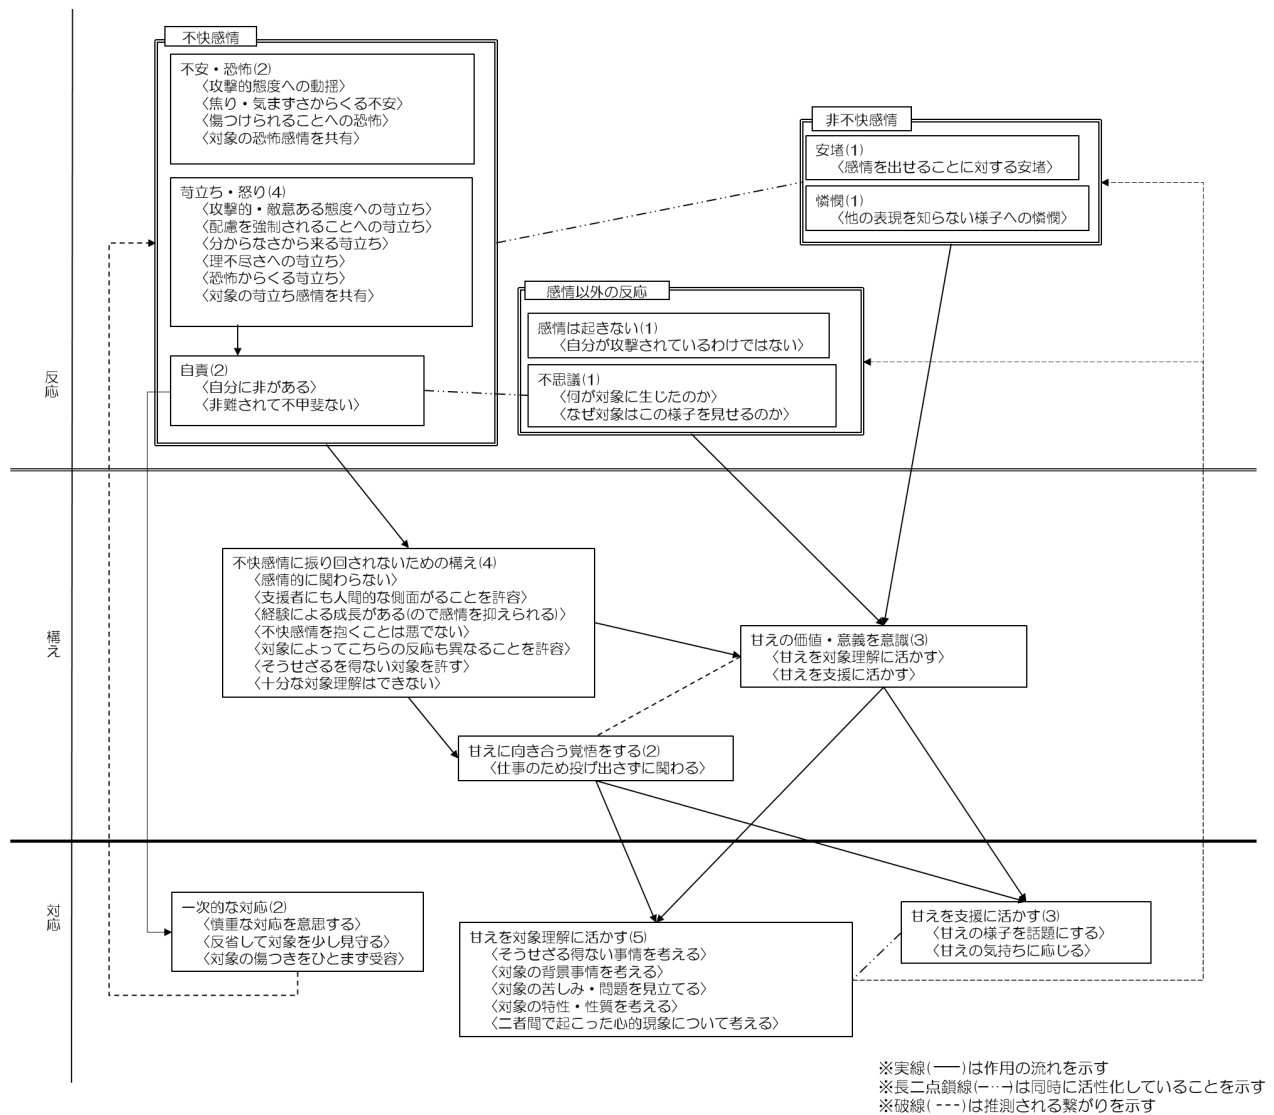 不快感情
不安・恐怖(2)
〈攻撃的態度への動揺〉
〈焦り・気まずさからくる不安〉
〈傷つけられることへの恐怖〉
〈対象の恐怖感情を共有〉
苛立ち・怒り(4)
〈攻撃的・敵意ある態度への苛立ち〉
〈配慮を強制されることへの苛立ち〉
〈分からなさから来る苛立ち〉
〈理不尽さへの苛立ち〉
〈恐怖からくる苛立ち〉
〈対象の苛立ち感情を共有〉
自責(2)
〈自分に非がある〉
〈非難されて不甲斐ない〉
非不快感情
安堵(1)
〈感情を出せることに対する安堵〉
憐憫(1)
〈他の表現を知らない様子への憐憫〉
感情以外の反応
感情は起きない(1)
〈自分が攻撃されているわけではない〉
不思議(1)
〈何が対象に生じたのか〉
〈なぜ対象はこの様子を見せるのか〉
反応
不快感情に振り回されないための構え(4)
〈感情的に関わらない〉
〈支援者にも人間的な側面がることを許容〉
〈経験による成長がある(ので感情を抑えられる)〉
〈不快感情を抱くことは悪でない〉
〈対象によってこちらの反応も異なることを許容〉
〈そうせざるを得ない対象を許す〉
〈十分な対象理解はできない〉
甘えの価値・意義を意識(3)
〈甘えを対象理解に活かす〉
〈甘えを支援に活かす〉
甘えに向き合う覚悟をする(2)
〈仕事のため投げ出さずに関わる〉
構え
一次的な対応(2)
〈慎重な対応を意思する〉
〈反省して対象を少し見守る〉
〈対象の傷つきをひとまず受容〉
甘えを対象理解に活かす(5)
〈そうせざる得ない事情を考える〉
〈対象の背景事情を考える〉
〈対象の苦しみ・問題を見立てる〉
〈対象の特性・性質を考える〉
〈二者間で起こった心的現象について考える〉
甘えを支援に活かす(3)
〈甘えの様子を話題にする〉
〈甘えの気持ちに応じる〉
対応
※実線(──)は作用の流れを示す
※長二点鎖線(─‥─)は同時に活性化していることを示す
※破線(---)は推測される繋がりを示す